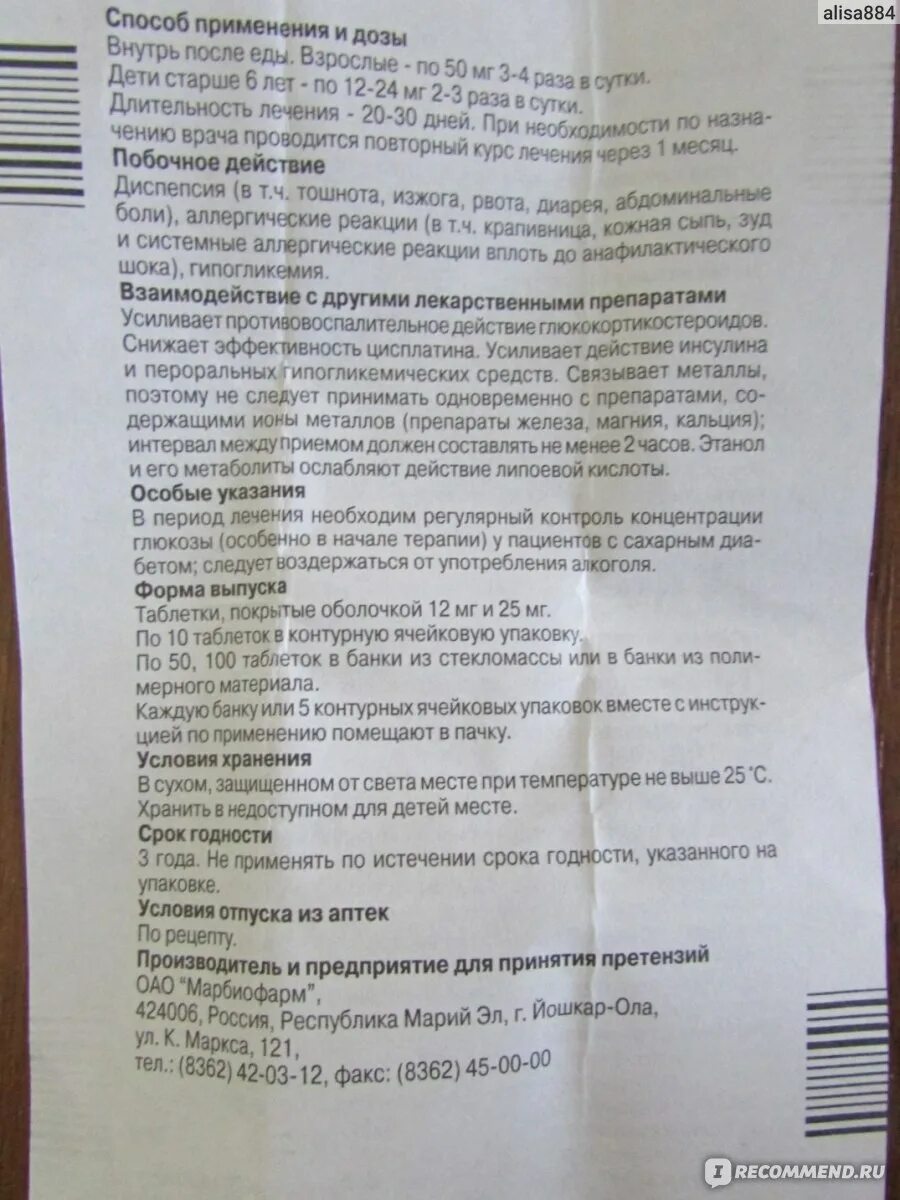 alisa884
Способ применения и дозы
Внутрь после еды. Взрослые - по 50 мг 3-4 раза в сутки.
Дети старше 6 лет - по 12-24 мг 2-3 раза в сутки.
Длительность лечения - 20-30 дней. При необходимости по назна-
чению врача проводится повторный курс лечения через 1 месяц.
Побочное действие
Диспепсия (в т.ч. тошнота, изжога, рвота, диарея, абдоминальные
боли), аллергические реакции (в т.ч. крапивница, кожная сыпь, зуд
и системные аллергические реакции вплоть до анафилактического
шока), гипогликемия.
Взаимодействие с другими лекарственными препаратами
Усиливает противовоспалительное действие глюкокортикостероидов.
Снижает эффективность цисплатина. Усиливает действие инсулина
и пероральных гипогликемических средств. Связывает металлы,
поэтому не следует принимать одновременно с препаратами, со-
держащими ионы металлов (препараты железа, магния, кальция);
интервал между приемом должен составлять не менее 2 часов. Этанол
и его метаболиты ослабляют действие липоевой кислоты.
Особые указания
В период лечения необходим регулярный контроль концентрации
глюкозы (особенно в начале терапии) у пациентов с сахарным диа-
бетом; следует воздержаться от употребления алкоголя.
Форма выпуска
Таблетки, покрытые оболочкой 12 мг и 25 мг.
По 10 таблеток в контурную ячейковую упаковку.
По 50, 100 таблеток в банки из стекломассы или в банки из поли-
мерного материала.
Каждую банку или 5 контурных ячейковых упаковок вместе с инструк-
цией по применению помещают в пачку.
Условия хранения
В сухом, защищенном от света месте при температуре не выше 25 °С.
Хранить в недоступном для детей месте.
Срок годности
3 года. Не применять по истечении срока годности, указанного на
упаковке.
Условия отпуска из аптек
По рецепту.
Производитель и предприятие для принятия претензий
ОАО "Марбиофарм",
424006, Россия, Республика Марий Эл, г. Йошкар-Ола,
ул. К. Маркса, 121,
тел.: (8362) 42-03-12, факс: (8362) 45-00-00
IRECOMMEND.RU